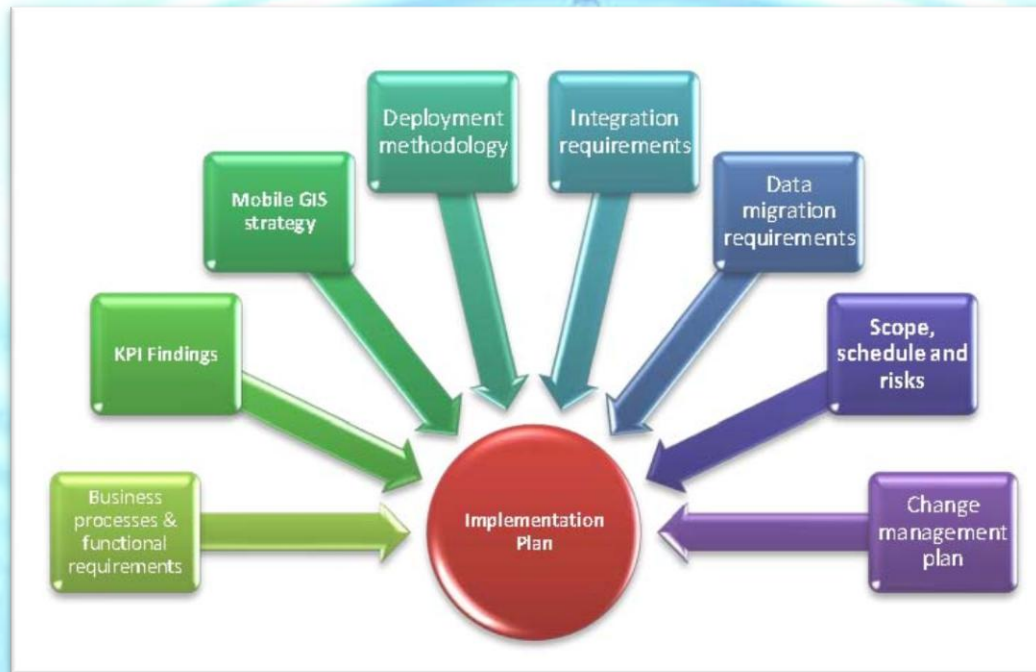 Deployment
methodology
Integration
requirements
Mobile GIS
strategy
Data
migration
requirements
KPI Findings
Scope,
schedule and
risks
Business
processes &
functional
requirements
Implementation
Plan
Change
management
plan